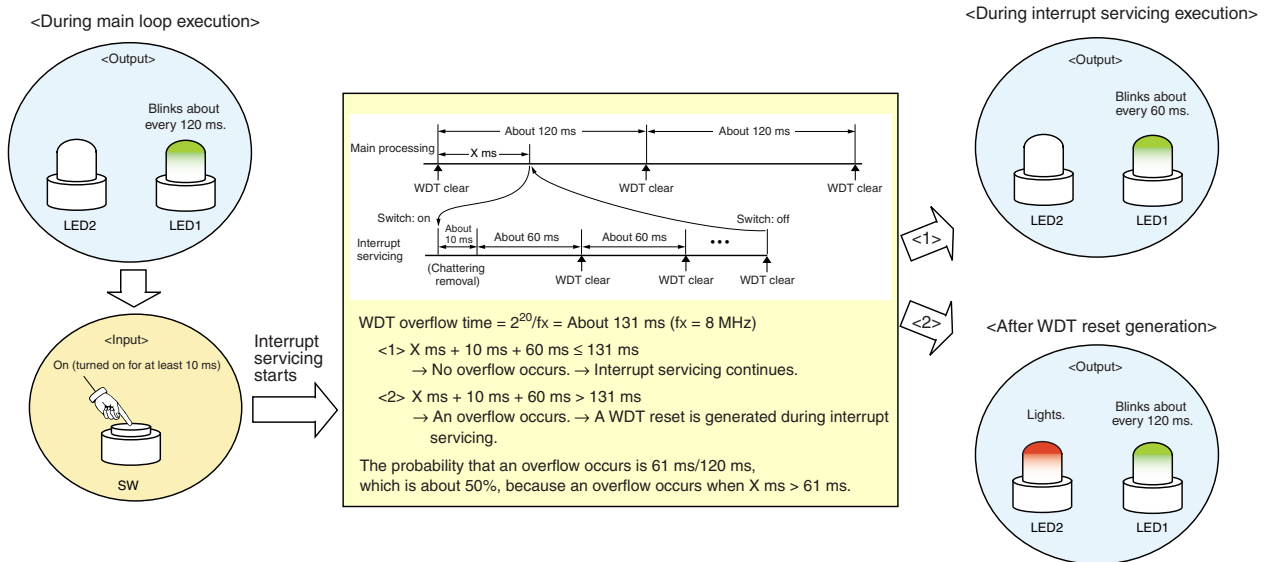 <During main loop execution>
<Output>
Blinks about
every 120 ms.
LED2
LED1
<Input>
On (turned on for at least 10 ms)
SW
Interrupt
servicing
starts
About 120 ms
About 120 ms
Main processing
X ms
WDT clear
WDT clear
WDT clear
Switch: on
Switch: off
About
10 ms
About 60 ms
About 60 ms
•••
Interrupt
servicing
(Chattering
removal)
WDT clear
WDT clear
WDT clear
WDT overflow time = 2^20/fx = About 131 ms (fx = 8 MHz)
<1> X ms + 10 ms + 60 ms ≤ 131 ms
→ No overflow occurs. → Interrupt servicing continues.
<2> X ms + 10 ms + 60 ms > 131 ms
→ An overflow occurs. → A WDT reset is generated during interrupt
servicing.
The probability that an overflow occurs is 61 ms/120 ms,
which is about 50%, because an overflow occurs when X ms > 61 ms.
<1>
<2>
<During interrupt servicing execution>
<Output>
Blinks about
every 60 ms.
LED2
LED1
<After WDT reset generation>
<Output>
Lights.
Blinks about
every 120 ms.
LED2
LED1